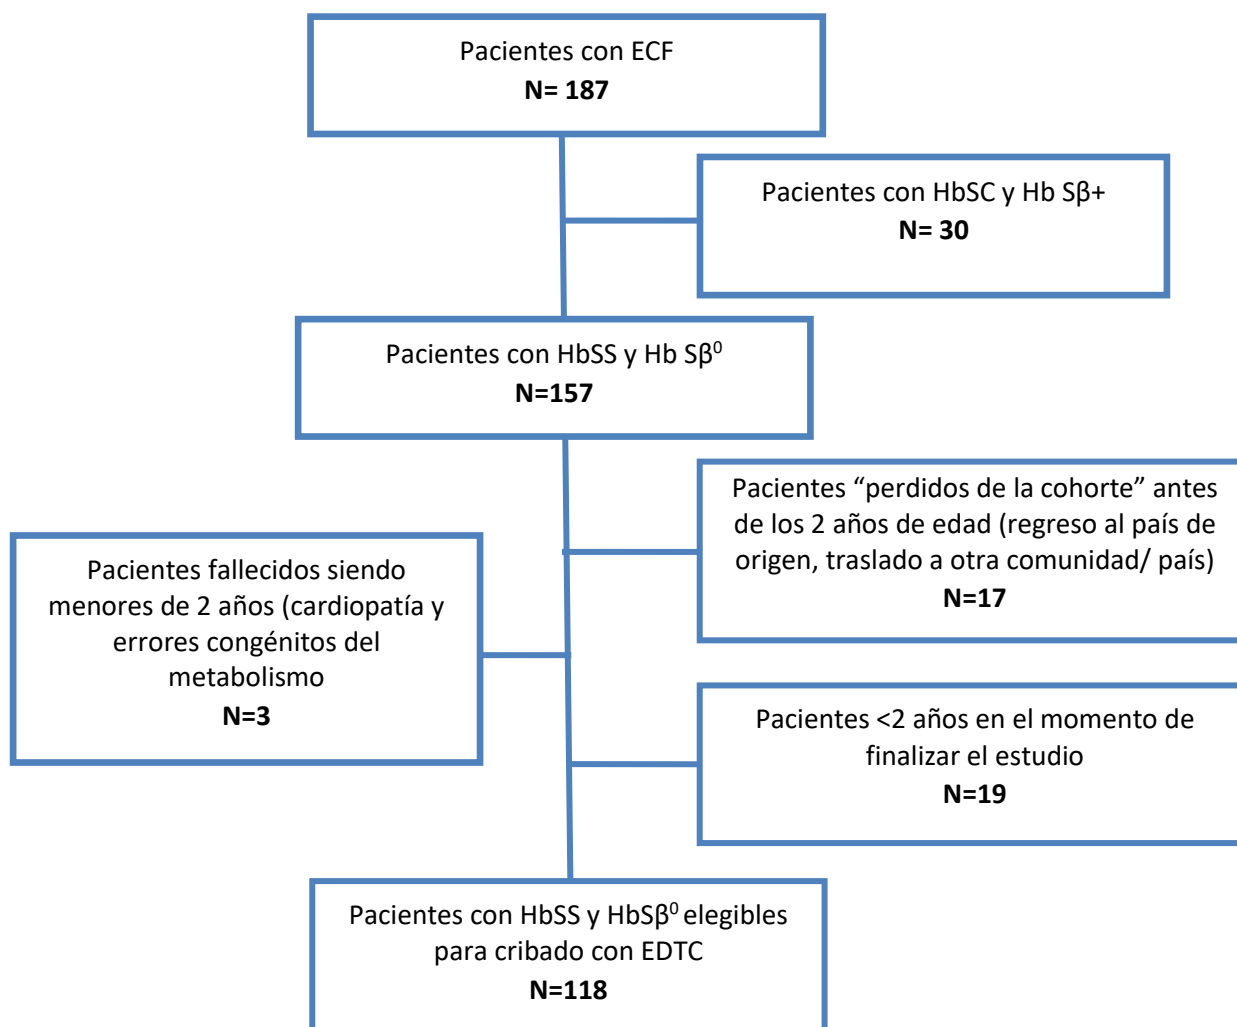 Pacientes con ECF
N= 187
Pacientes con HbSC y Hb Sβ+
N= 30
Pacientes con HbSS y Hb Sβ⁰
N=157
Pacientes “perdidos de la cohorte” antes
de los 2 años de edad (regreso al país de
origen, traslado a otra comunidad/ país)
N=17
Pacientes fallecidos siendo
menores de 2 años (cardiopatía y
errores congénitos del
metabolismo
N=3
Pacientes <2 años en el momento de
finalizar el estudio
N=19
Pacientes con HbSS y HbSβ⁰ elegibles
para cribado con EDTC
N=118